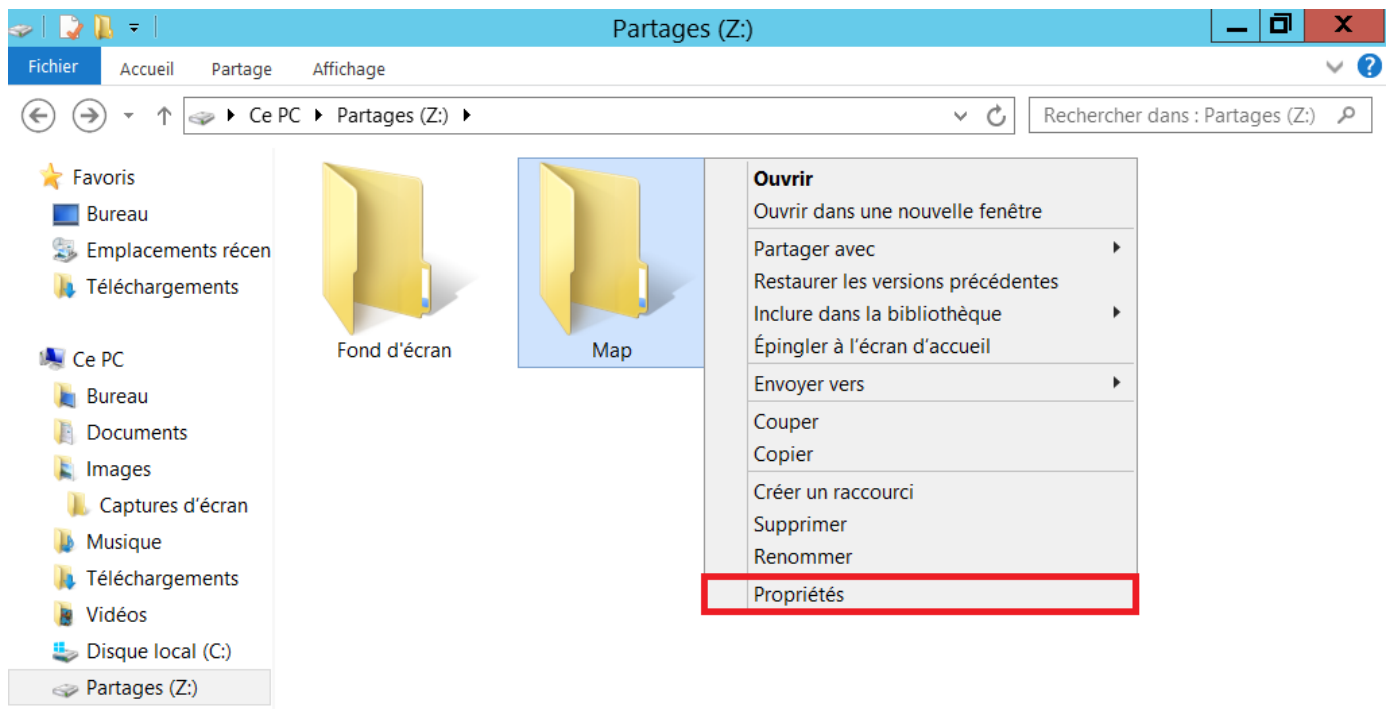 Partages (Z:)
Fichier
Accueil
Partage
Affichage
Ce PC
Partages (Z:)
Rechercher dans : Partages (Z:)
Favoris
Bureau
Emplacements récen
Téléchargements
Ce PC
Bureau
Documents
Images
Captures d'écran
Musique
Téléchargements
Vidéos
Disque local (C:)
Partages (Z:)
Fond d'écran
Map
Ouvrir
Ouvrir dans une nouvelle fenêtre
Partager avec
Restaurer les versions précédentes
Inclure dans la bibliothèque
Épingler à l'écran d'accueil
Envoyer vers
Couper
Copier
Créer un raccourci
Supprimer
Renommer
Propriétés